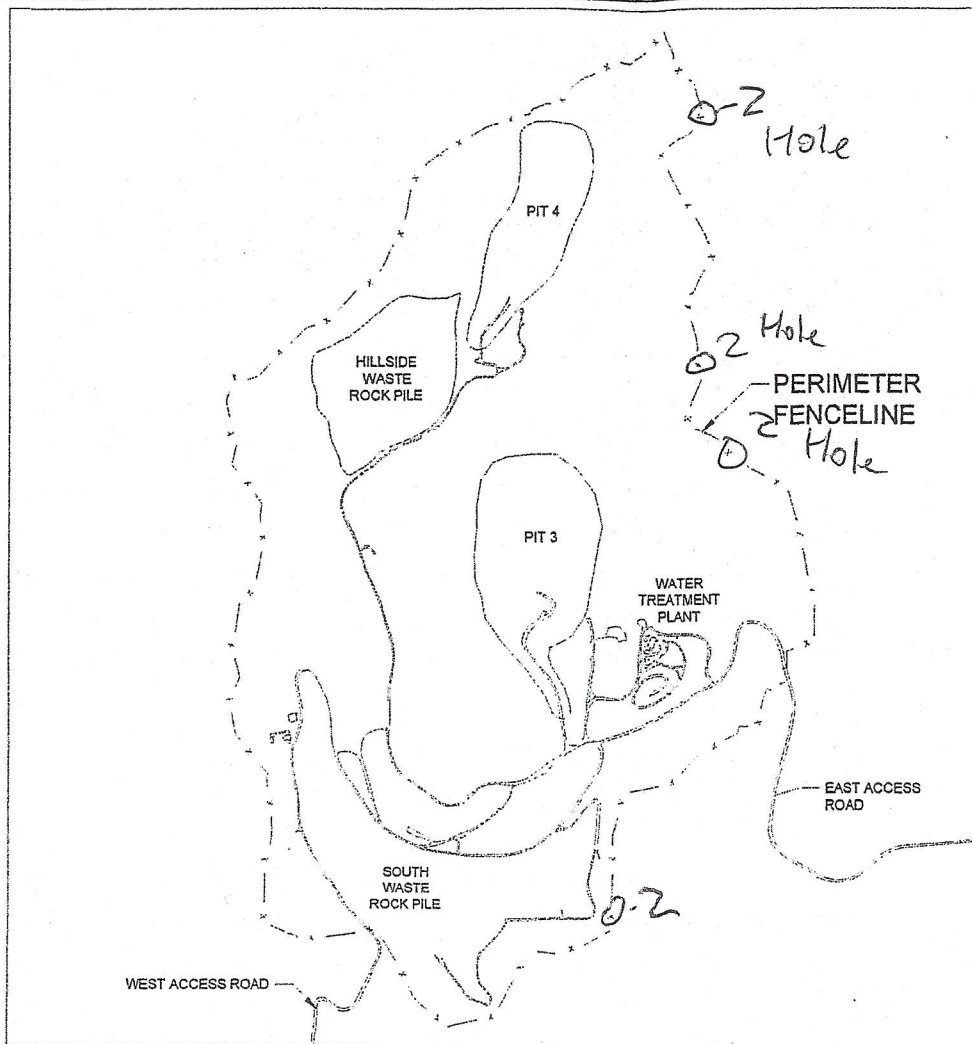 -2
Hole
PIT 4
2 Hole
HILLSIDE
WASTE
ROCK PILE
PERIMETER
FENCELINE
2 Hole
PIT 3
WATER
TREATMENT
PLANT
EAST ACCESS
ROAD
SOUTH
WASTE
ROCK PILE
-2
WEST ACCESS ROAD